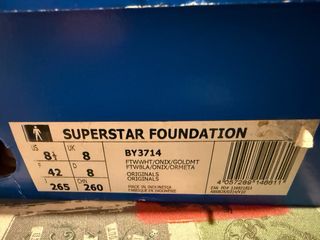 SUPERSTAR FOUNDATION
US UK
8½ 8
F D
42 8
J CHN
265 260
BY3714
FTWWHT/ONIX/GOLDMT
FTWBLA/ONIX/ORMETA
ORIGINALS
ORIGINALS
MADE IN INDONESIA
FABRIQUE EN INDONESIE